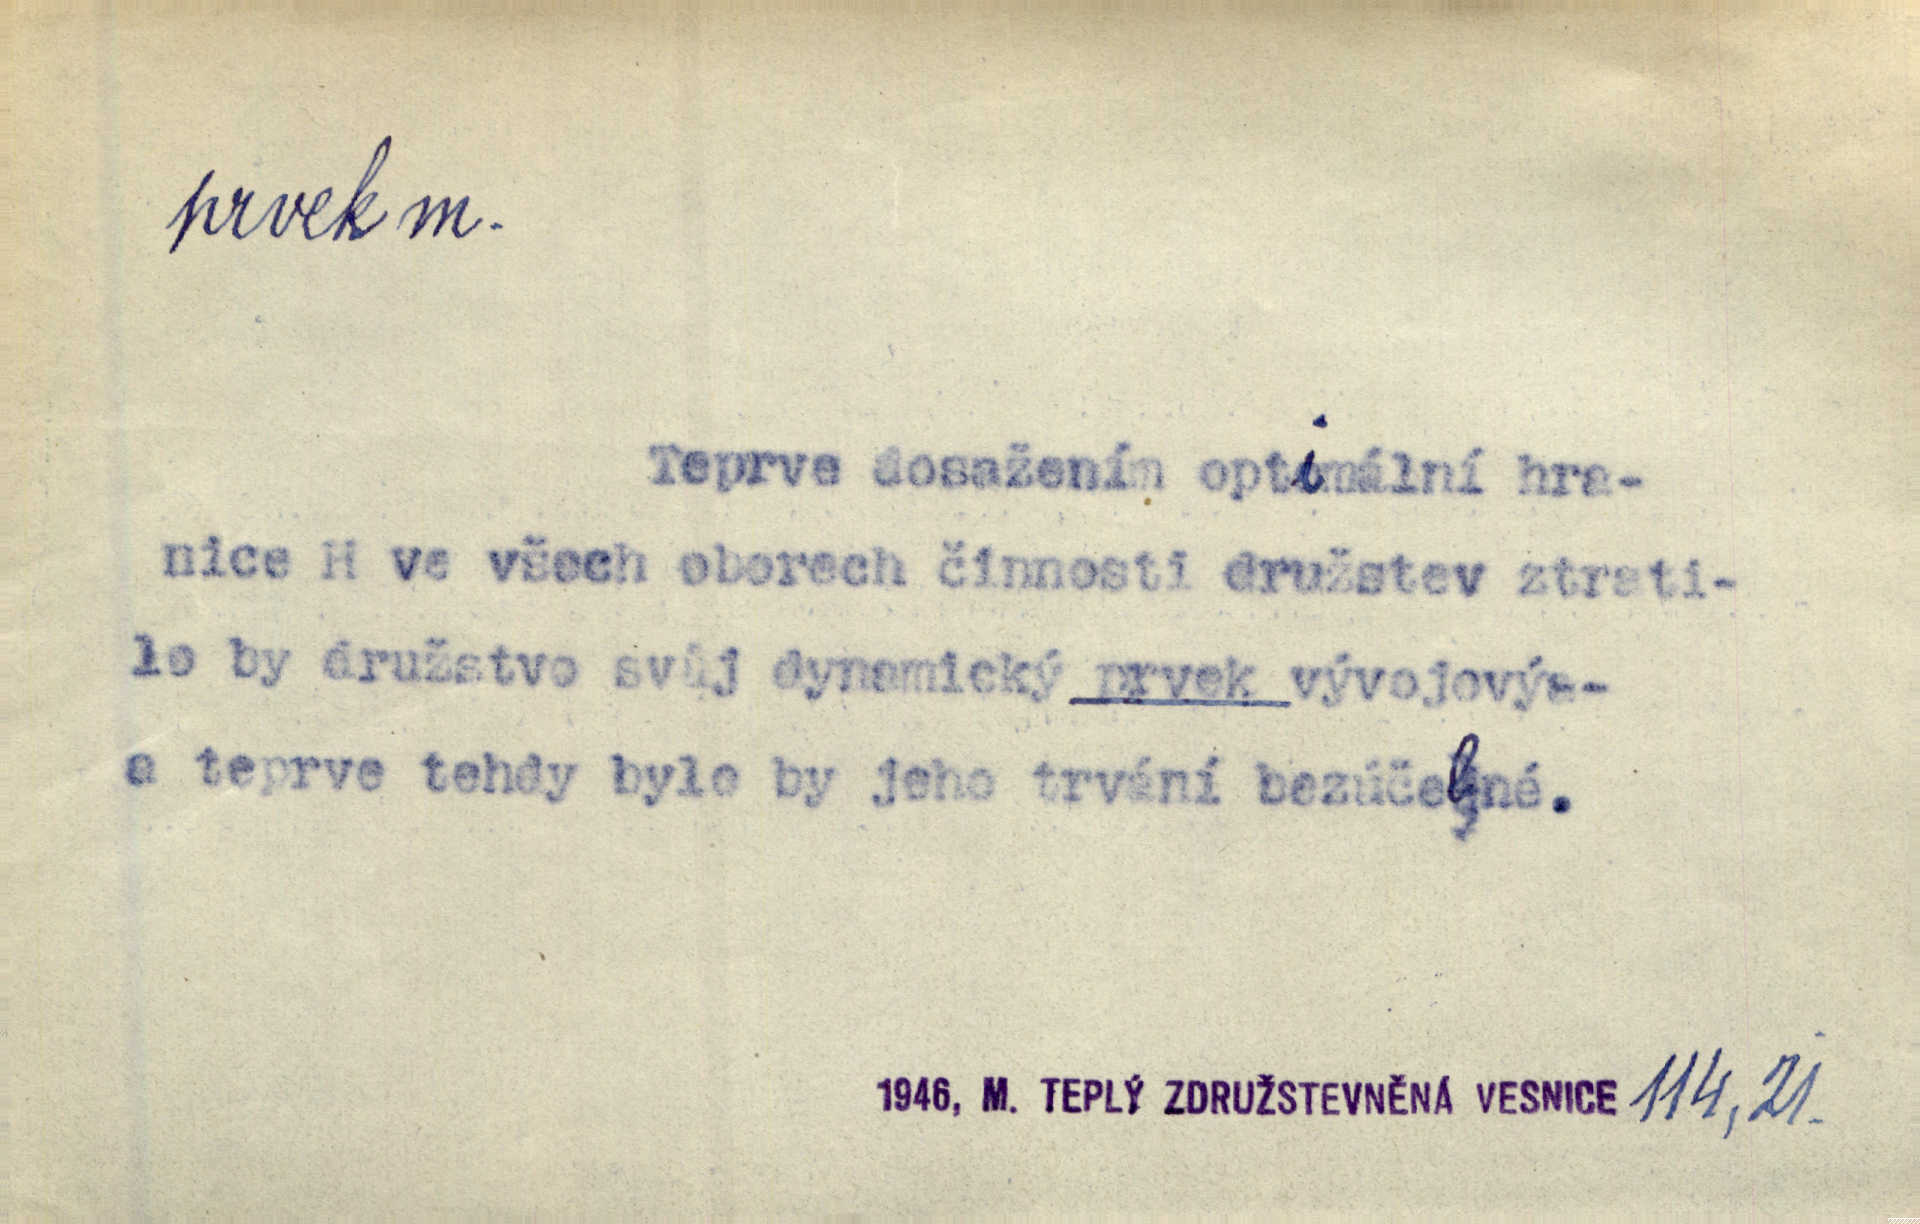 prvek m.
Teprve dosažením optimální hra-
nice H ve všech oborech činnosti družstev ztrati-
lo by družstvo svůj dynamický prvek vývojový-
a teprve tehdy bylo by jeho trvání bezúčelné.
1946, M. TEPLÝ ZDRUŽSTEVNĚNÁ VESNICE 114, 21.